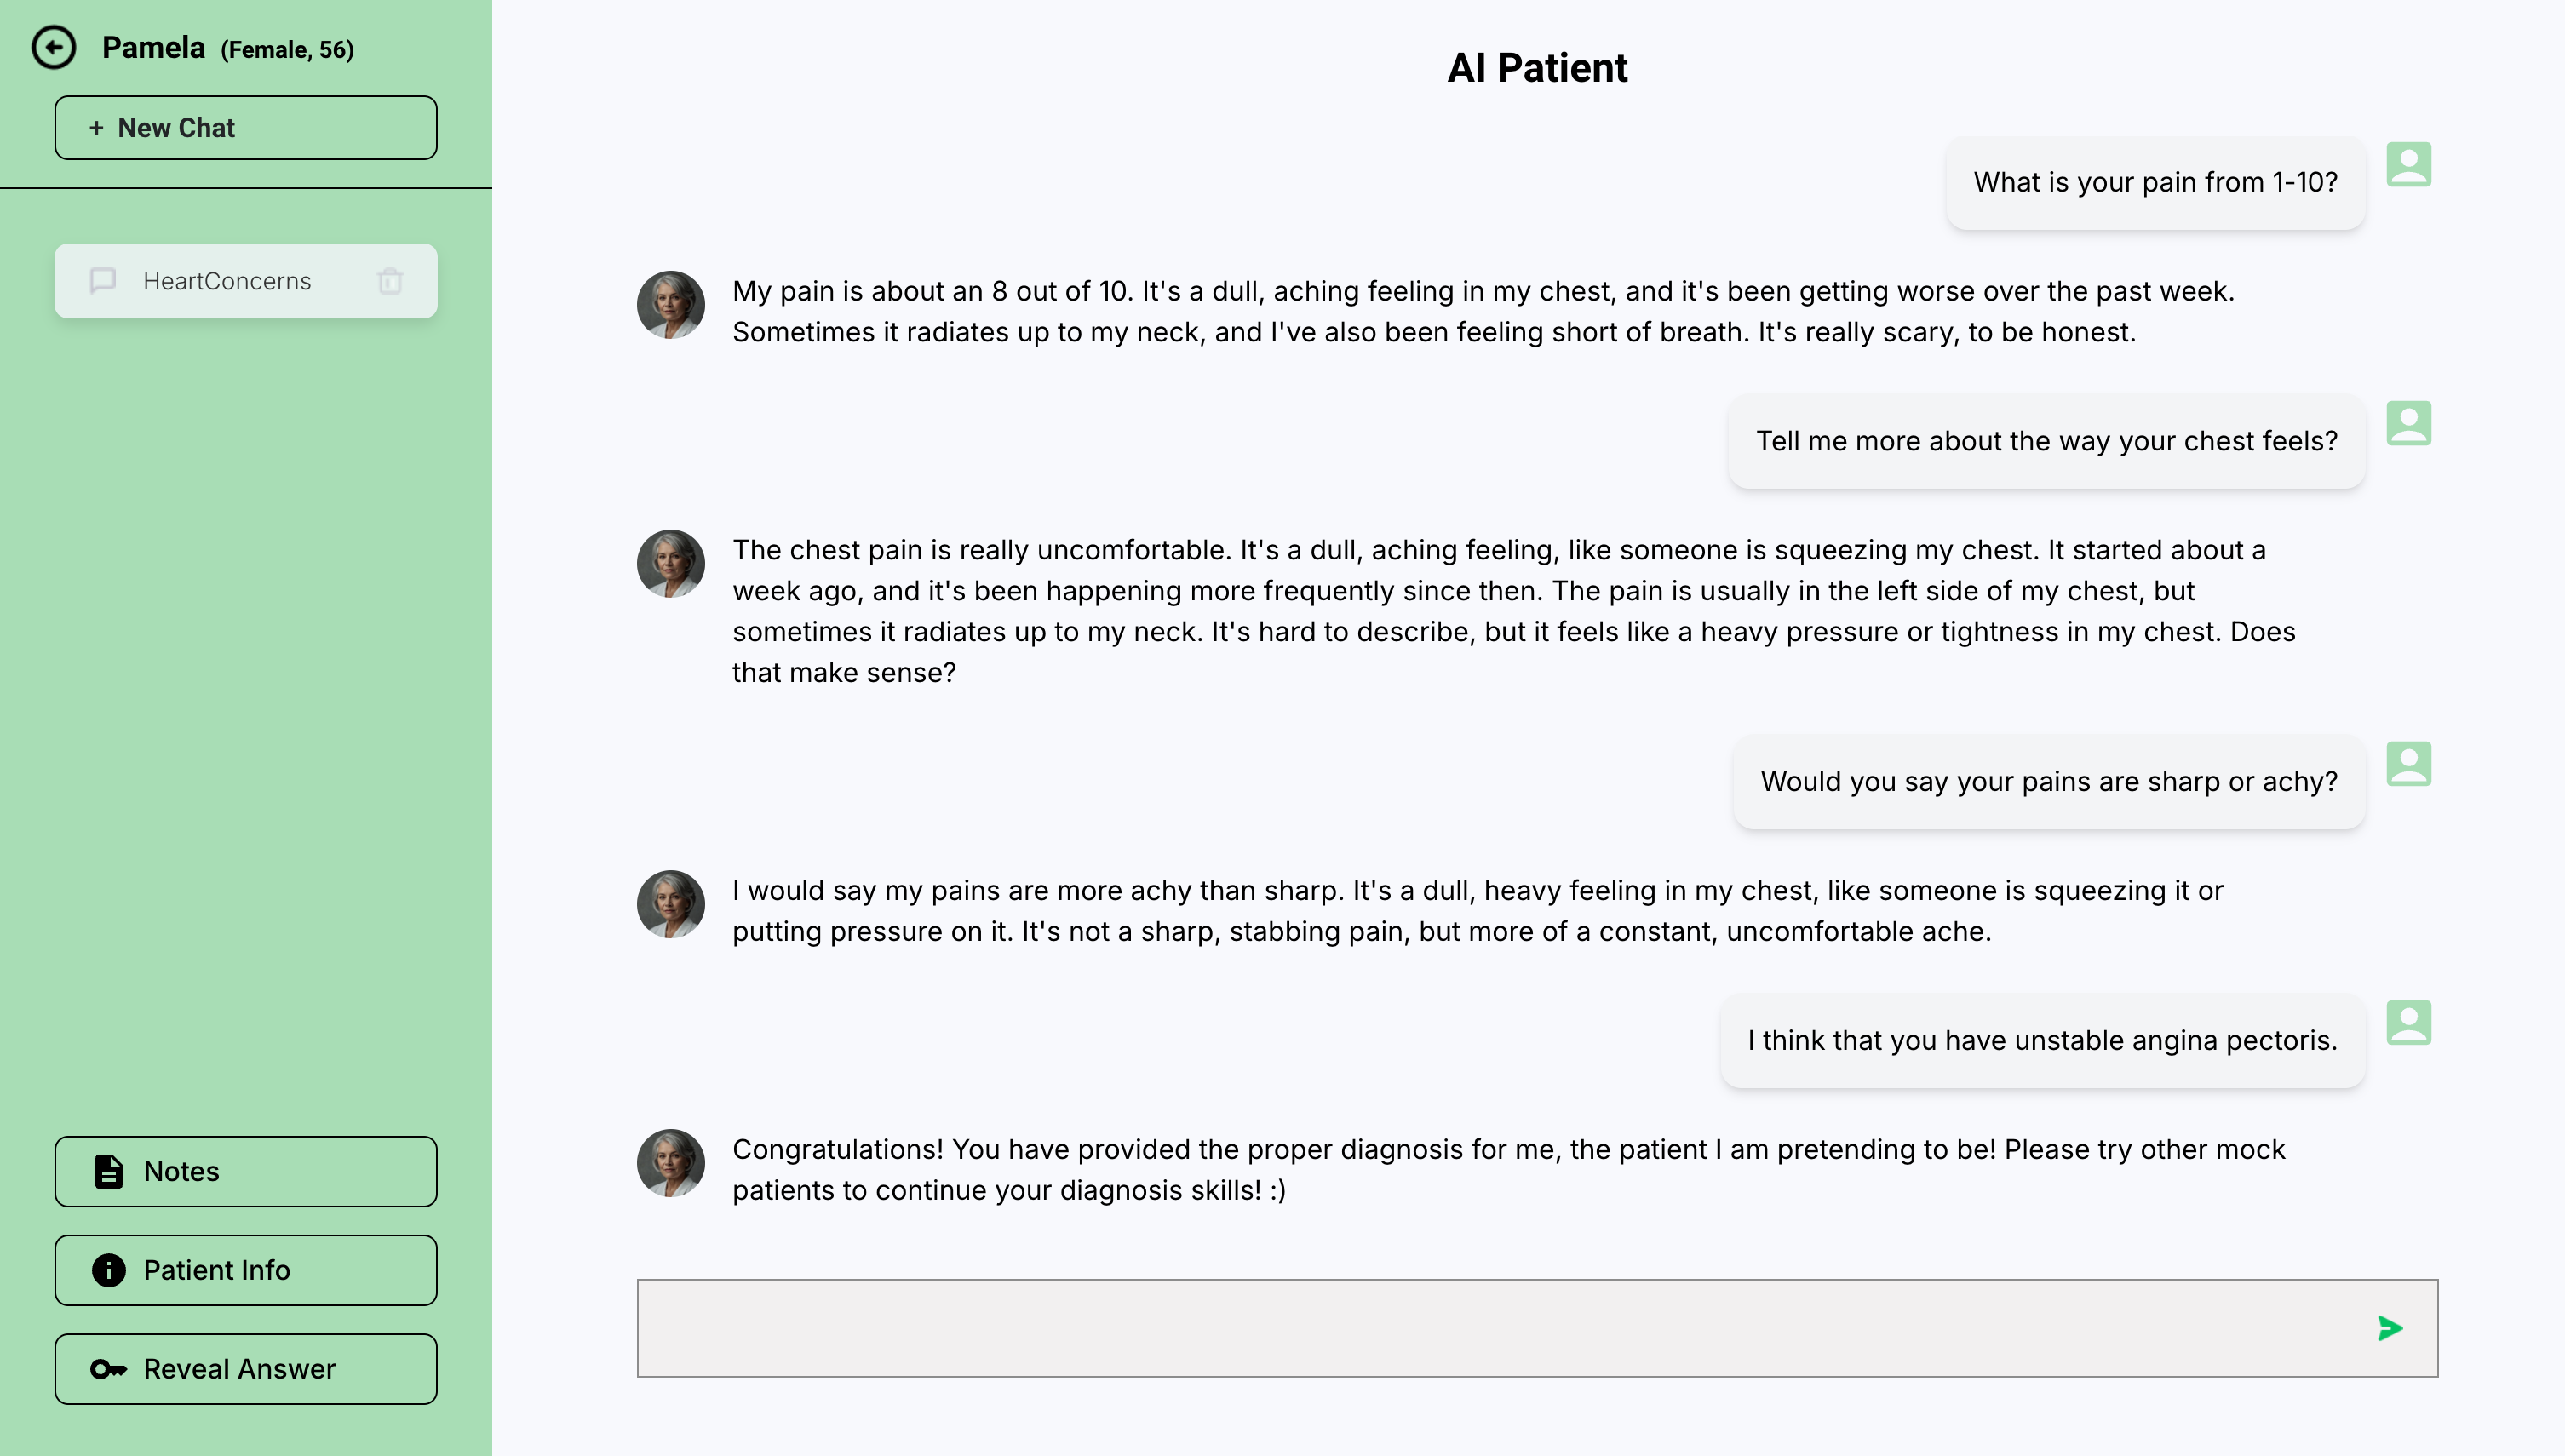 Pamela (Female, 56)
+ New Chat
HeartConcerns
Notes
Patient Info
Reveal Answer
AI Patient
What is your pain from 1-10?
My pain is about an 8 out of 10. It's a dull, aching feeling in my chest, and it's been getting worse over the past week.
Sometimes it radiates up to my neck, and I've also been feeling short of breath. It's really scary, to be honest.
Tell me more about the way your chest feels?
The chest pain is really uncomfortable. It's a dull, aching feeling, like someone is squeezing my chest. It started about a
week ago, and it's been happening more frequently since then. The pain is usually in the left side of my chest, but
sometimes it radiates up to my neck. It's hard to describe, but it feels like a heavy pressure or tightness in my chest. Does
that make sense?
Would you say your pains are sharp or achy?
I would say my pains are more achy than sharp. It's a dull, heavy feeling in my chest, like someone is squeezing it or
putting pressure on it. It's not a sharp, stabbing pain, but more of a constant, uncomfortable ache.
I think that you have unstable angina pectoris.
Congratulations! You have provided the proper diagnosis for me, the patient I am pretending to be! Please try other mock
patients to continue your diagnosis skills! :)